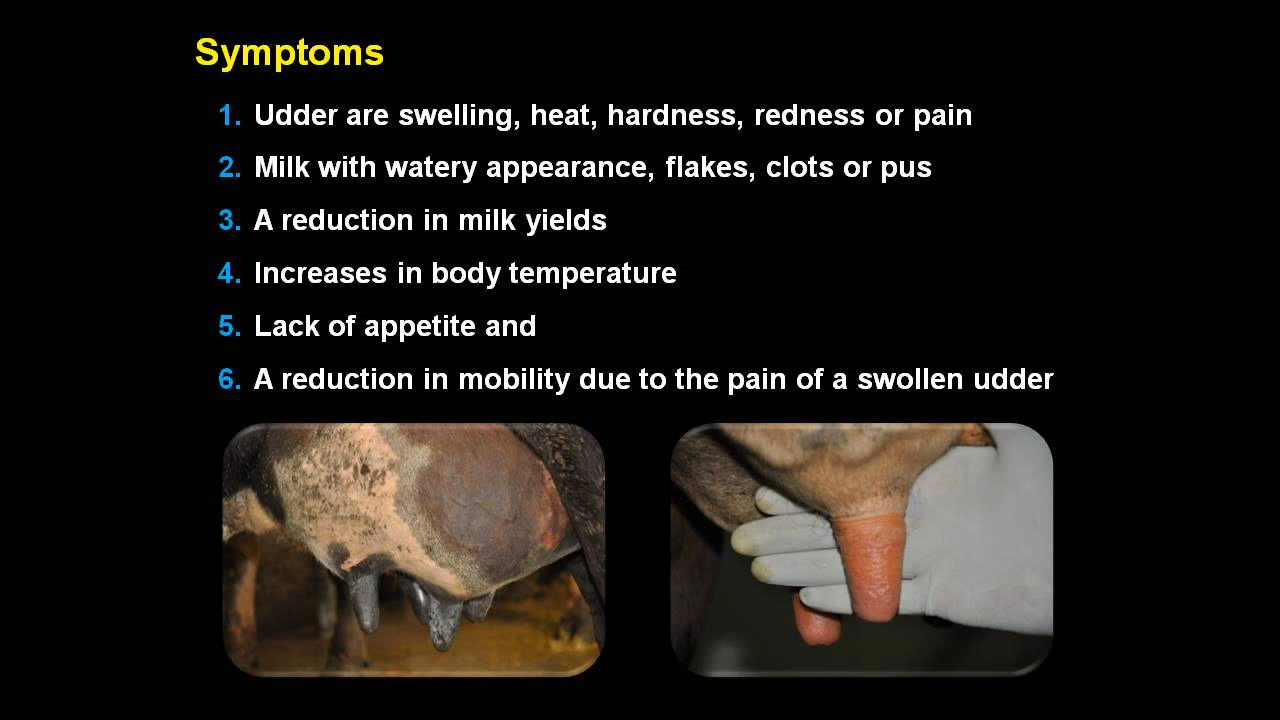 Symptoms
1. Udder are swelling, heat, hardness, redness or pain
2. Milk with watery appearance, flakes, clots or pus
3. A reduction in milk yields
4. Increases in body temperature
5. Lack of appetite and
6. A reduction in mobility due to the pain of a swollen udder